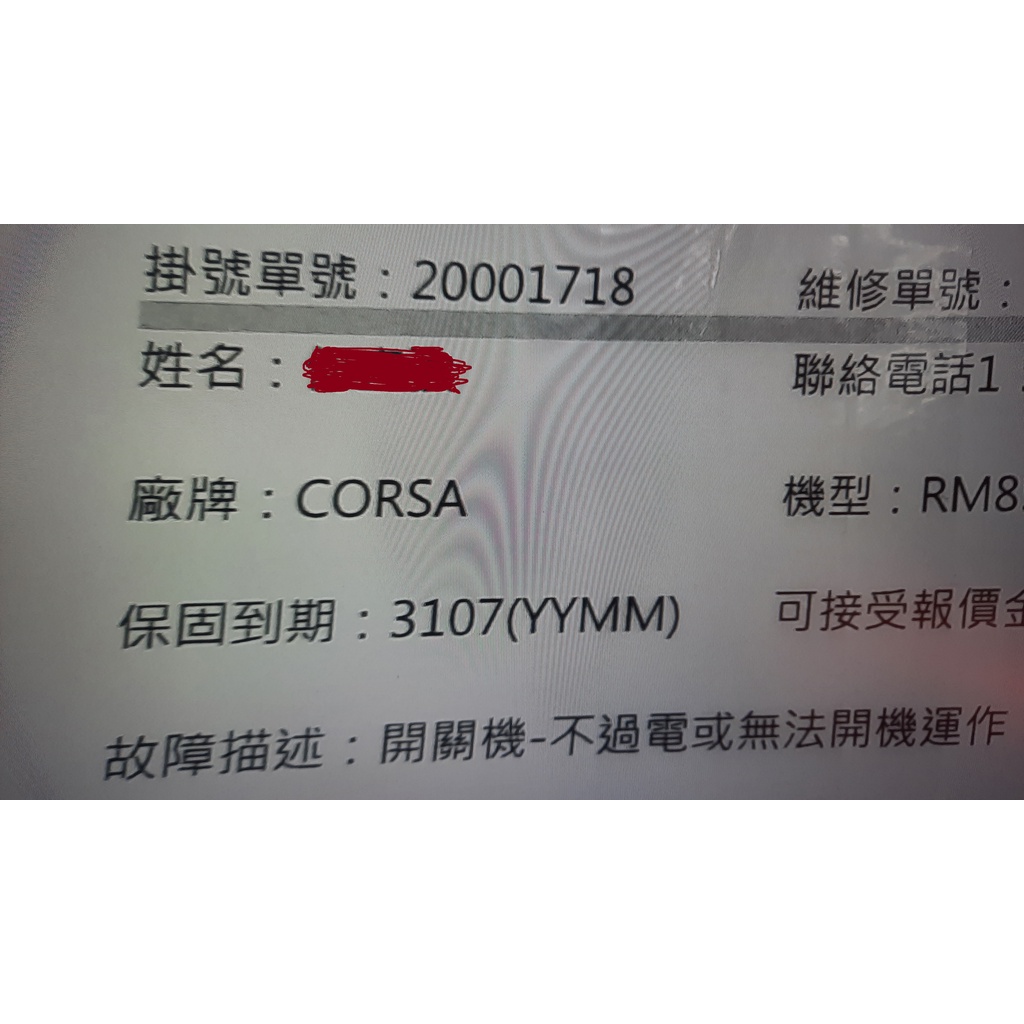 掛號單號：20001718 維修單號：
姓名： 聯絡電話1
廠牌：CORSA 機型：RM8
保固到期：3107(YYMM) 可接受報價金
故障描述：開關機-不過電或無法開機運作